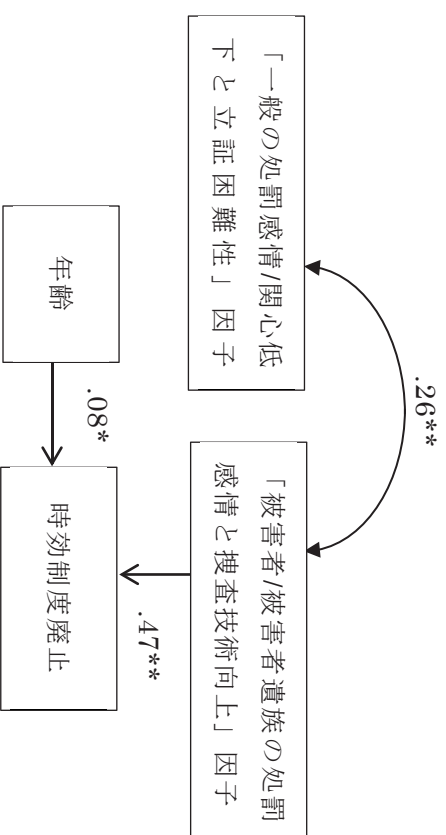 .26**
「一般の処罰感情/関心低
下と立証困難性」因子
「被害者/被害者遺族の処罰
感情と捜査技術向上」因子
.47**
年齢
.08*
時効制度廃止